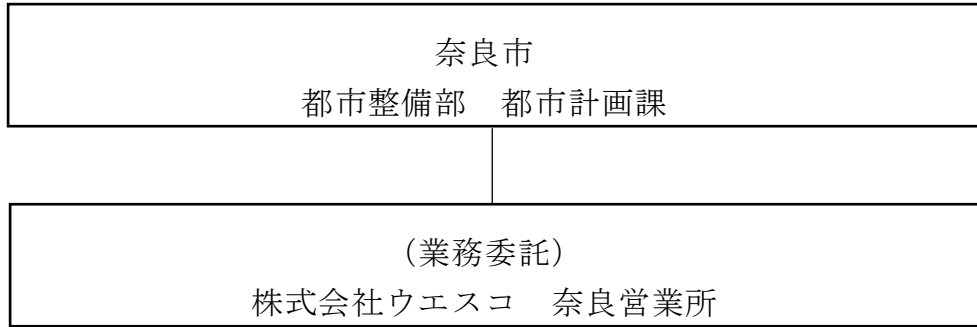 奈良市
都市整備部　都市計画課
（業務委託）
株式会社ウエスコ　奈良営業所